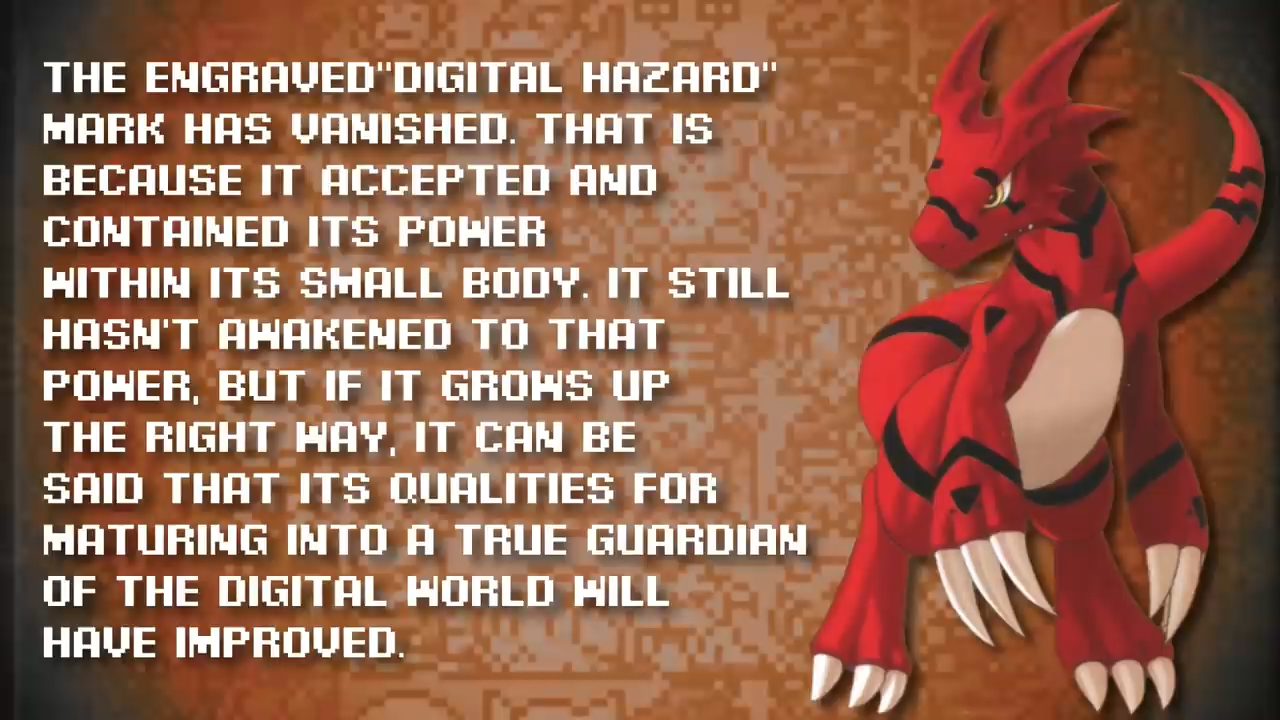 THE ENGRAVED"DIGITAL HAZARD"
MARK HAS VANISHED. THAT IS
BECAUSE IT ACCEPTED AND
CONTAINED ITS POWER
WITHIN ITS SMALL BODY. IT STILL
HASN'T AWAKENED TO THAT
POWER, BUT IF IT GROWS UP
THE RIGHT WAY, IT CAN BE
SAID THAT ITS QUALITIES FOR
MATURING INTO A TRUE GUARDIAN
OF THE DIGITAL WORLD WILL
HAVE IMPROVED.